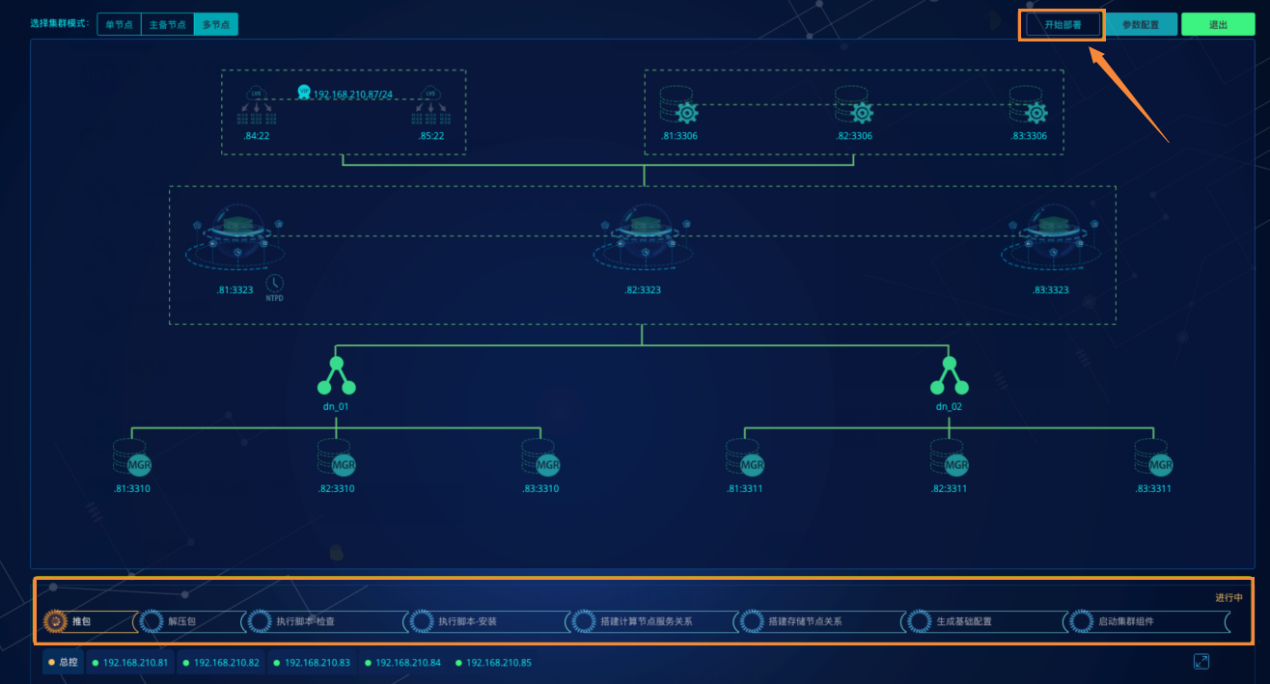 选择集群模式: 单节点 主备节点 多节点 开始部署 参数配置 退出
LVS VIP 192.168.210.87/24 LVS
.84:22 .85:22 .81:3306 .82:3306 .83:3306
.81:3323 .82:3323 .83:3323
NTPD
dn_01 dn_02
MGR MGR MGR MGR MGR MGR
.81:3310 .82:3310 .83:3310 .81:3311 .82:3311 .83:3311
进行中
推包 解压包 执行脚本-检查 执行脚本-安装 搭建计算节点服务关系 搭建存储节点关系 生成基础配置 启动集群组件
总控 192.168.210.81 192.168.210.82 192.168.210.83 192.168.210.84 192.168.210.85